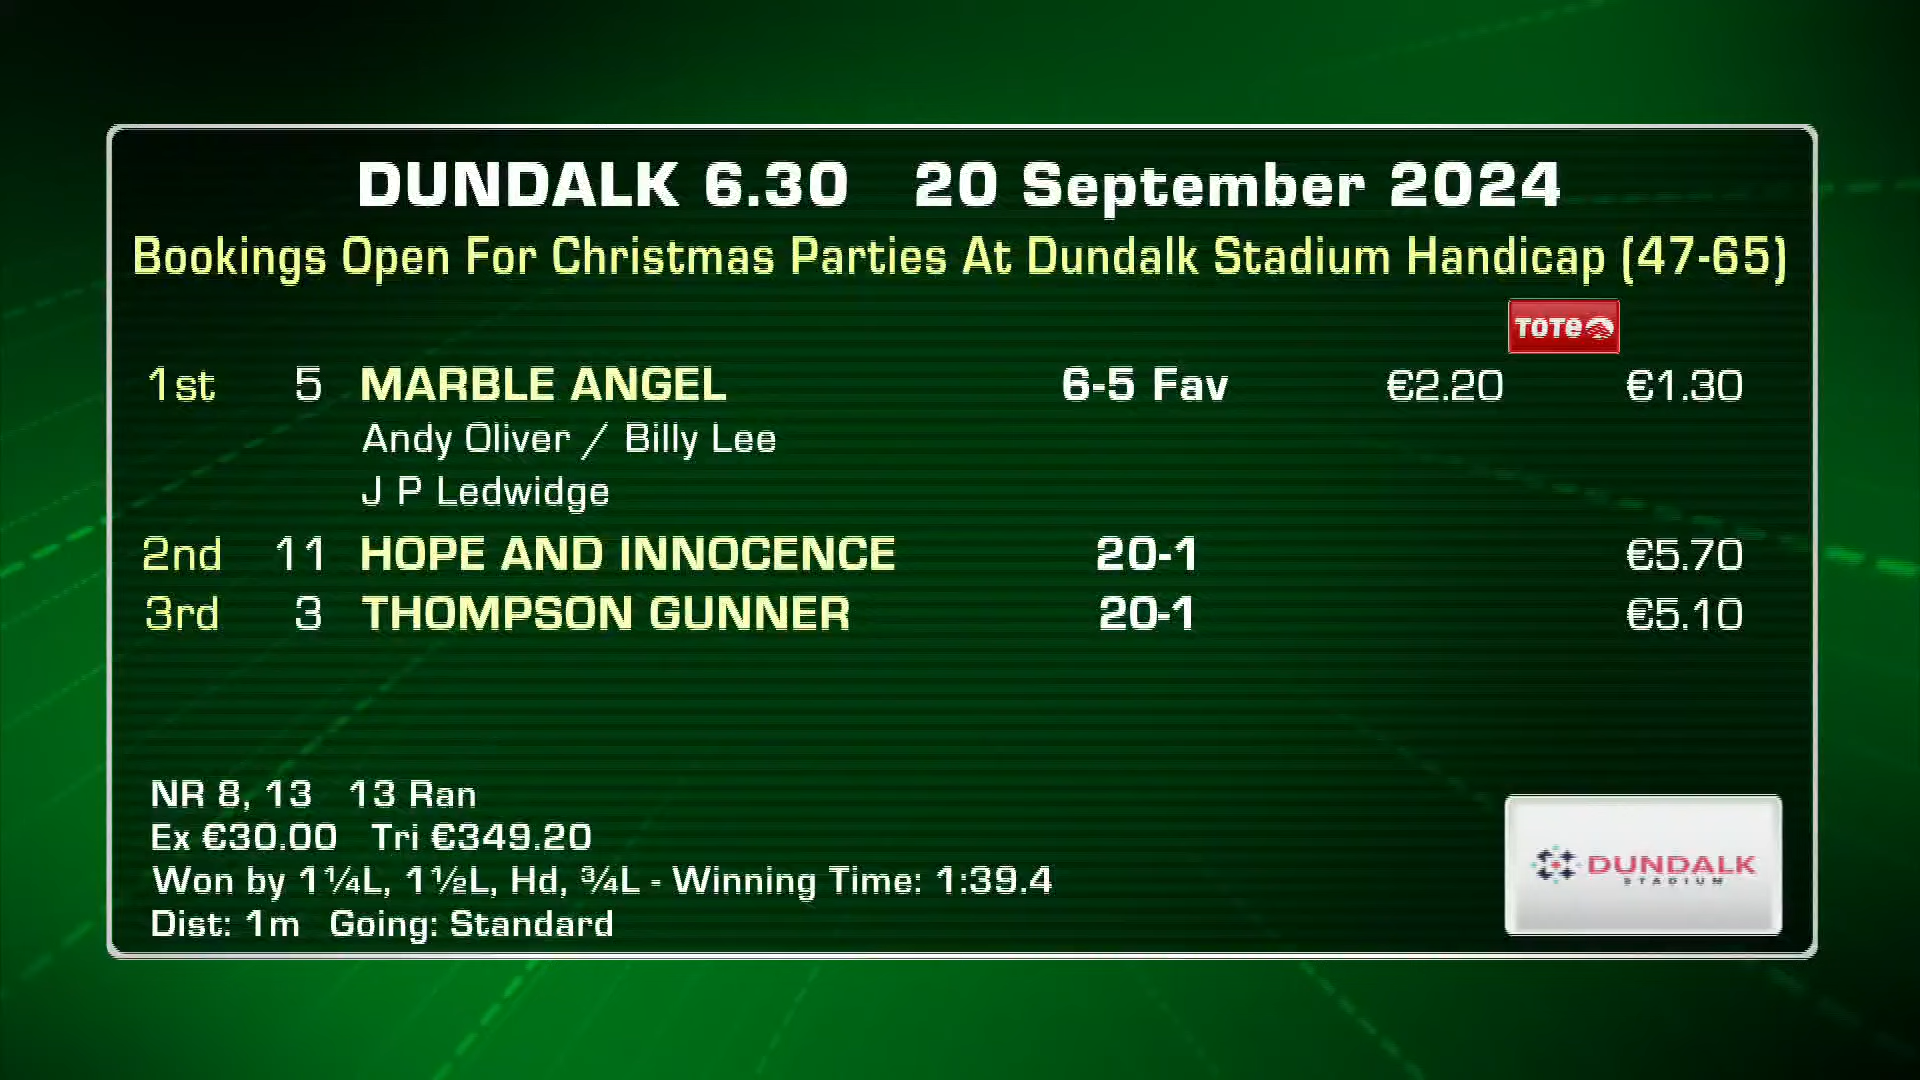 DUNDALK 6.30 20 September 2024
Bookings Open For Christmas Parties At Dundalk Stadium Handicap (47-65)
TOTE
1st 5 MARBLE ANGEL 6-5 Fav €2.20 €1.30
Andy Oliver / Billy Lee
J P Ledwidge
2nd 11 HOPE AND INNOCENCE 20-1 €5.70
3rd 3 THOMPSON GUNNER 20-1 €5.10
NR 8, 13 13 Ran
Ex €30.00 Tri €349.20
Won by 1¼L, 1½L, Hd, ¾L - Winning Time: 1:39.4
Dist: 1m Going: Standard
DUNDALK
STADIUM